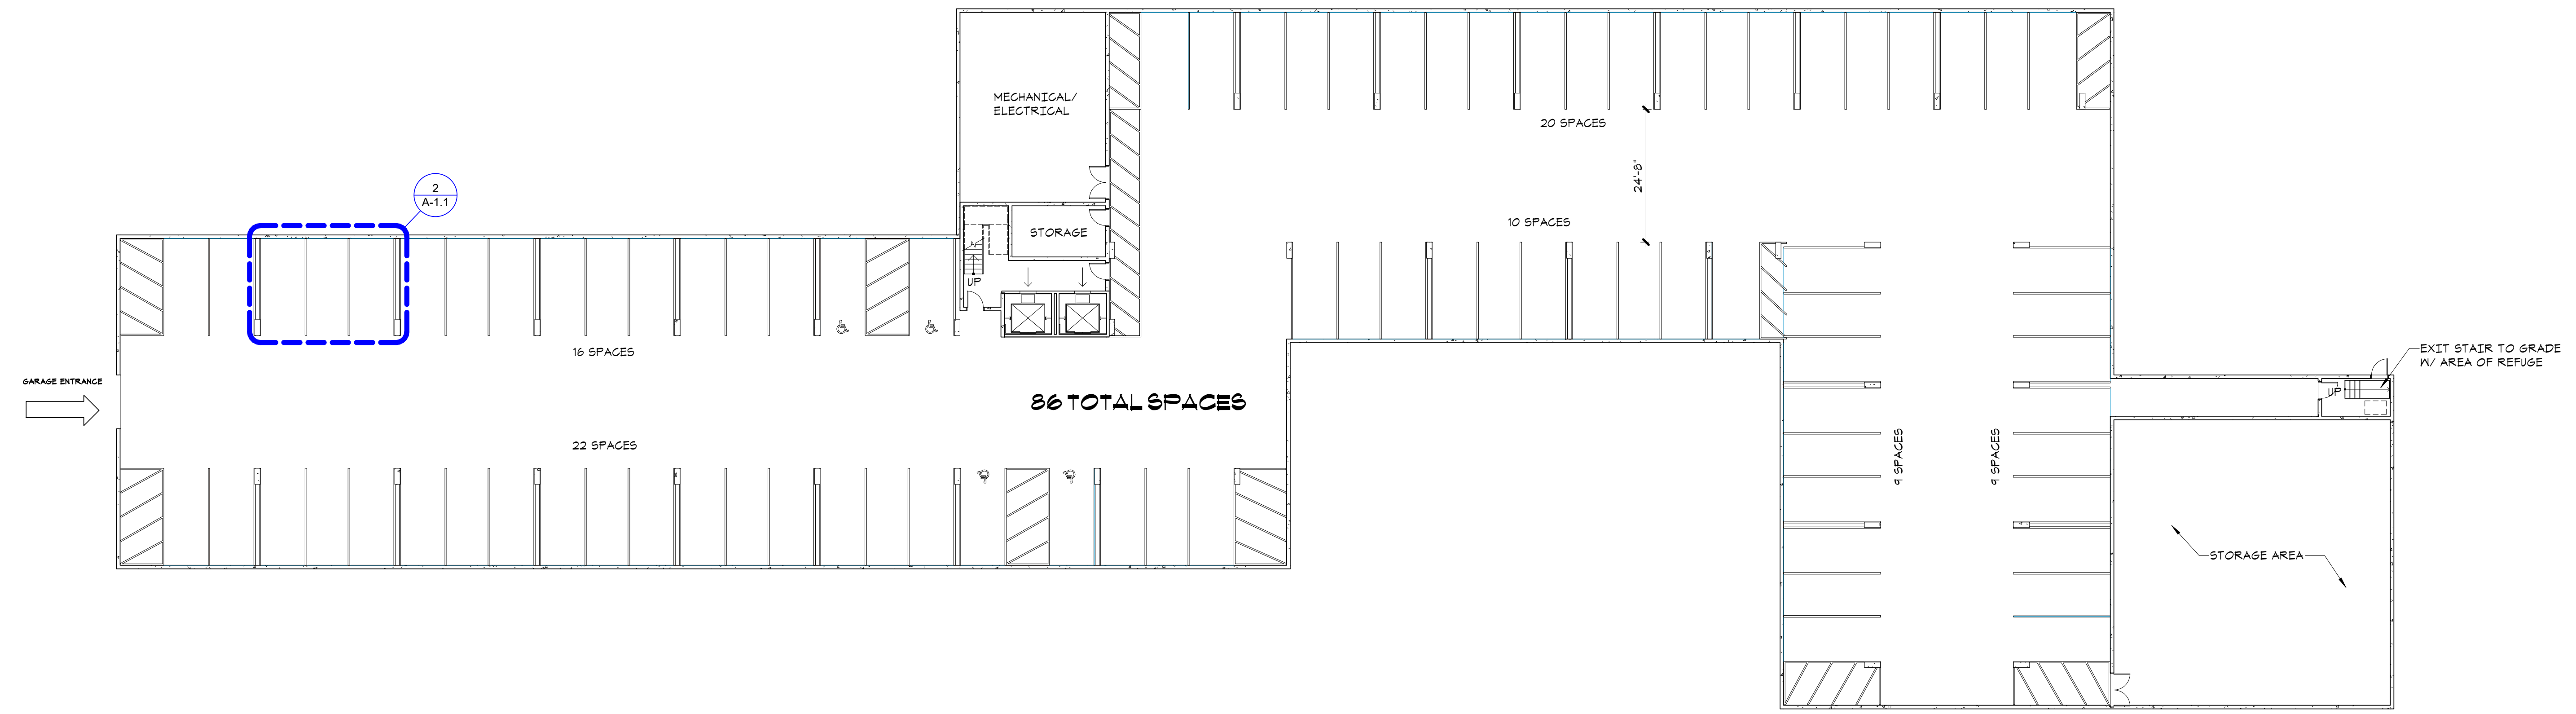 MECHANICAL/
ELECTRICAL
20 SPACES
24'-8"
2
A-1.1
10 SPACES
STORAGE
UP
16 SPACES
EXIT STAIR TO GRADE
W/ AREA OF REFUGE
GARAGE ENTRANCE
UP
86 TOTAL SPACES
22 SPACES
9 SPACES
9 SPACES
STORAGE AREA